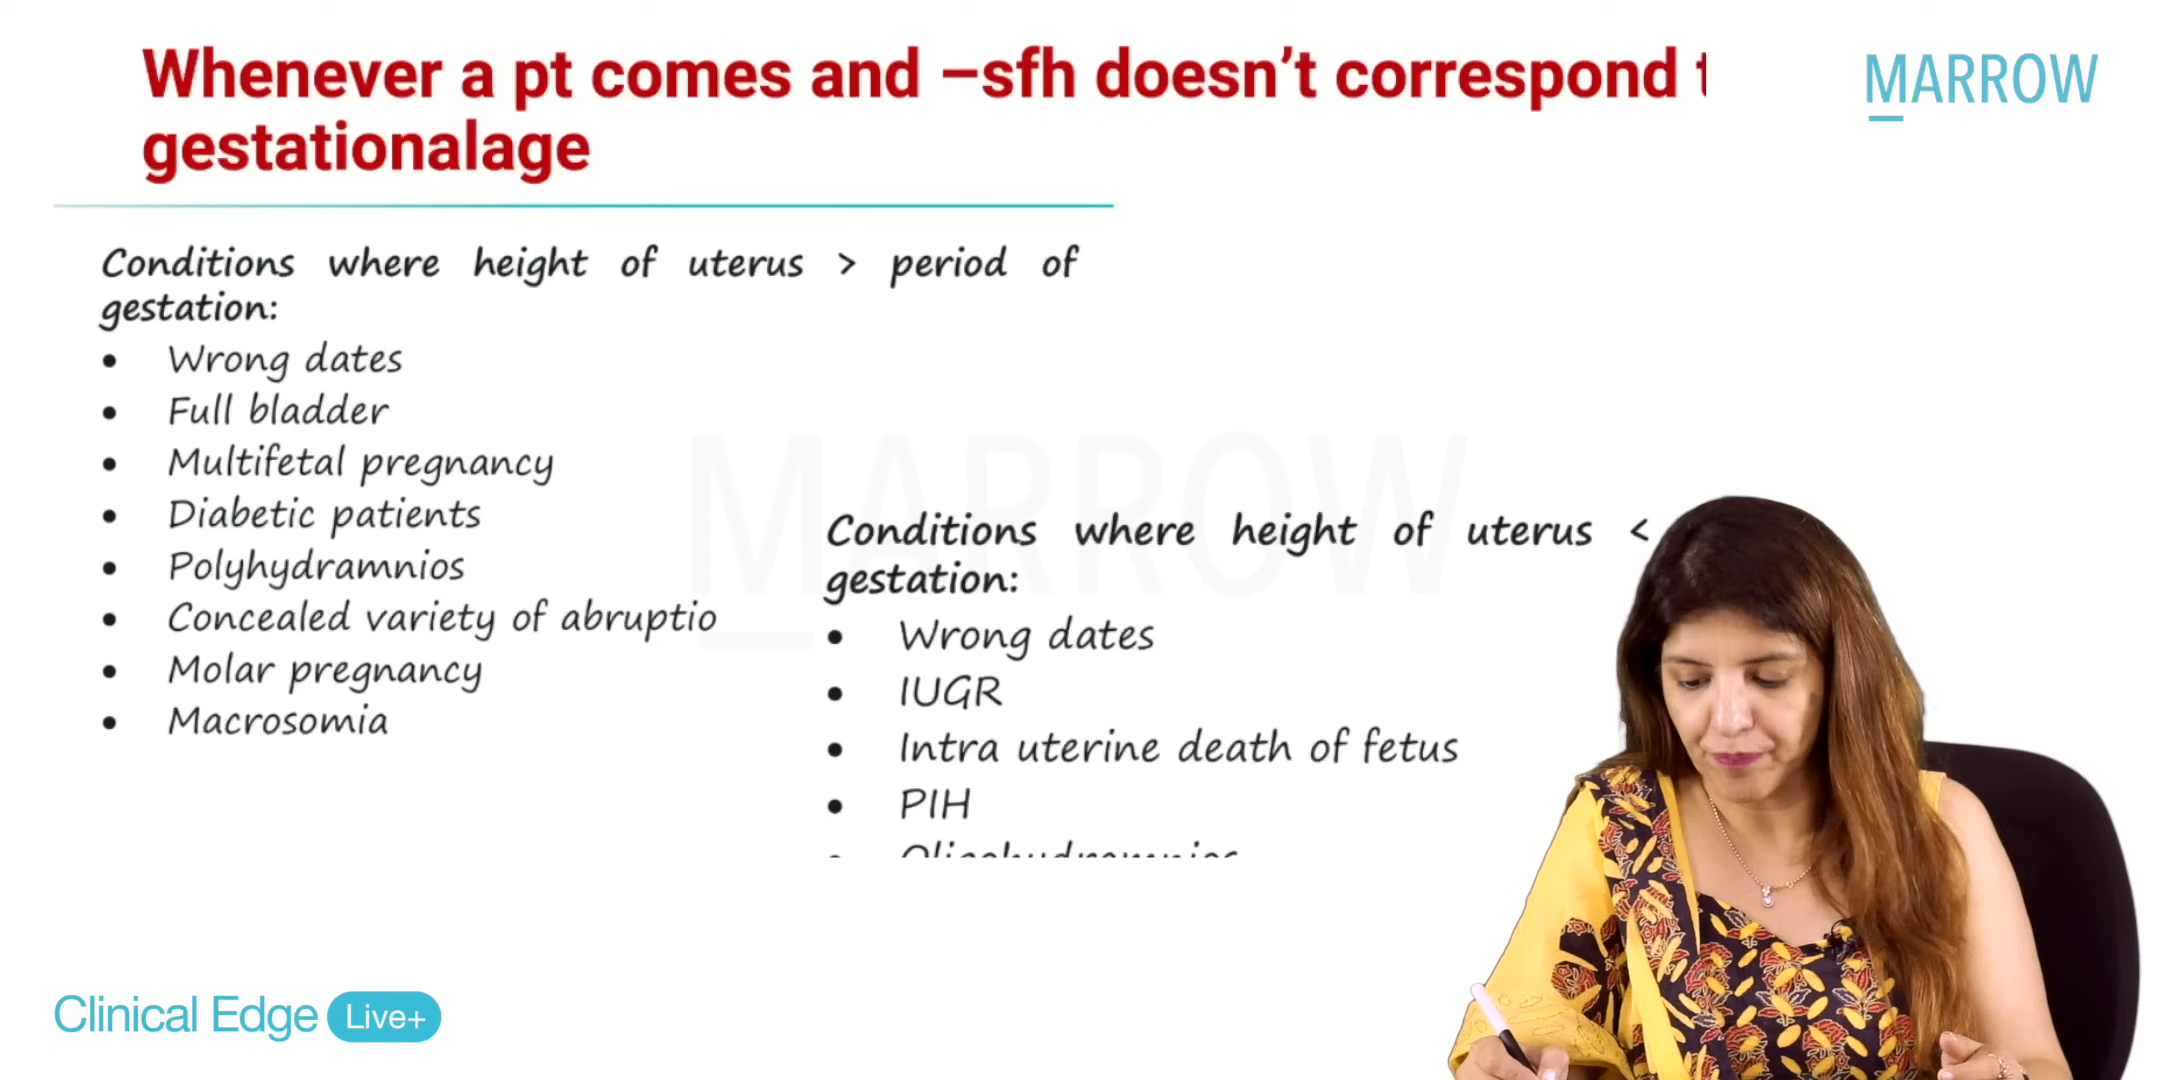 Whenever a pt comes and –sfh doesn't correspond
gestationalage
MARROW
Conditions where height of uterus > period of
gestation:
• Wrong dates
• Full bladder
• Multifetal pregnancy
• Diabetic patients
• Polyhydramnios
• Concealed variety of abruptio
• Molar pregnancy
• Macrosomia
MARROW
Conditions where height of uterus <
gestation:
• Wrong dates
• IUGR
• Intra uterine death of fetus
• PIH
• Oligohydramnios
Clinical Edge Live+